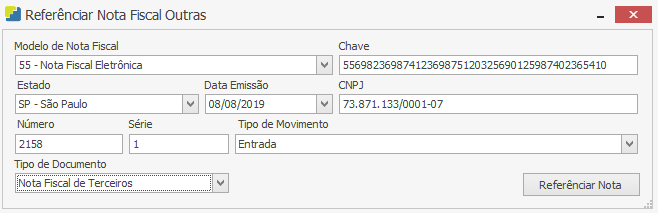 Referênciar Nota Fiscal Outras
Modelo de Nota Fiscal Chave
55 - Nota Fiscal Eletrônica 55698236987412369875120325690125987402365410
Estado Data Emissão CNPJ
SP - São Paulo 08/08/2019 73.871.133/0001-07
Número Série Tipo de Movimento
2158 1 Entrada
Tipo de Documento
Nota Fiscal de Terceiros Referênciar Nota